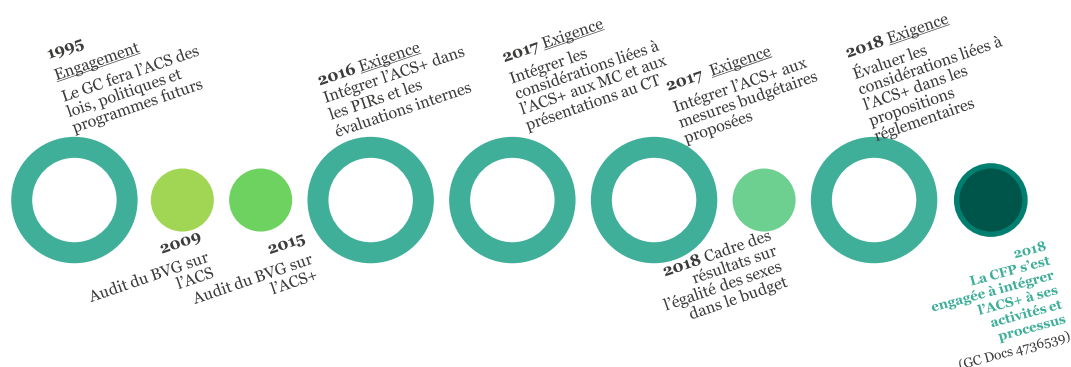 1995
Engagement
Le GC fera l'ACS des
lois, politiques et
programmes futurs
2009
Audit du BVG sur
l'ACS
2015
Audit du BVG sur
l'ACS+
2016 Exigence
Intégrer l'ACS+ dans
les PIRs et les
évaluations internes
2017 Exigence
Intégrer les
considérations liées à
l'ACS+ aux MC et aux
présentations au CT
2017 Exigence
Intégrer l'ACS+ aux
mesures budgétaires
proposées
2018 Cadre des
résultats sur
l'égalité des sexes
dans le budget
2018 Exigence
Évaluer les
considérations liées à
l'ACS+ dans les
propositions
réglementaires
2018
La CFP s'est
engagée à intégrer
l'ACS+ à ses
activités et
processus
(GC Docs 4736539)